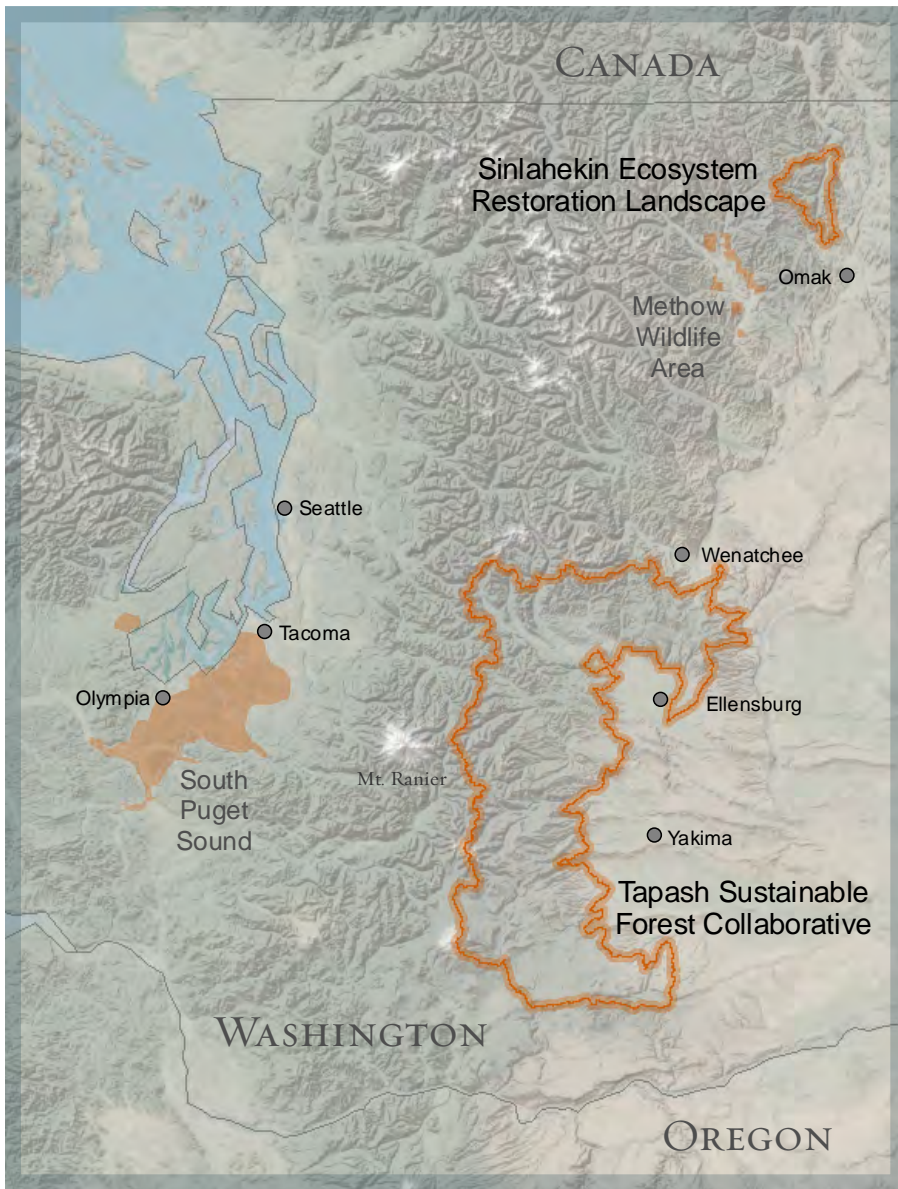 CANADA
Sinlahekin Ecosystem
Restoration Landscape
Omak
Methow
Wildlife
Area
Seattle
Wenatchee
Tacoma
Olympia
Ellensburg
Mt. Ranier
South
Puget
Sound
Yakima
Tapash Sustainable
Forest Collaborative
WASHINGTON
OREGON